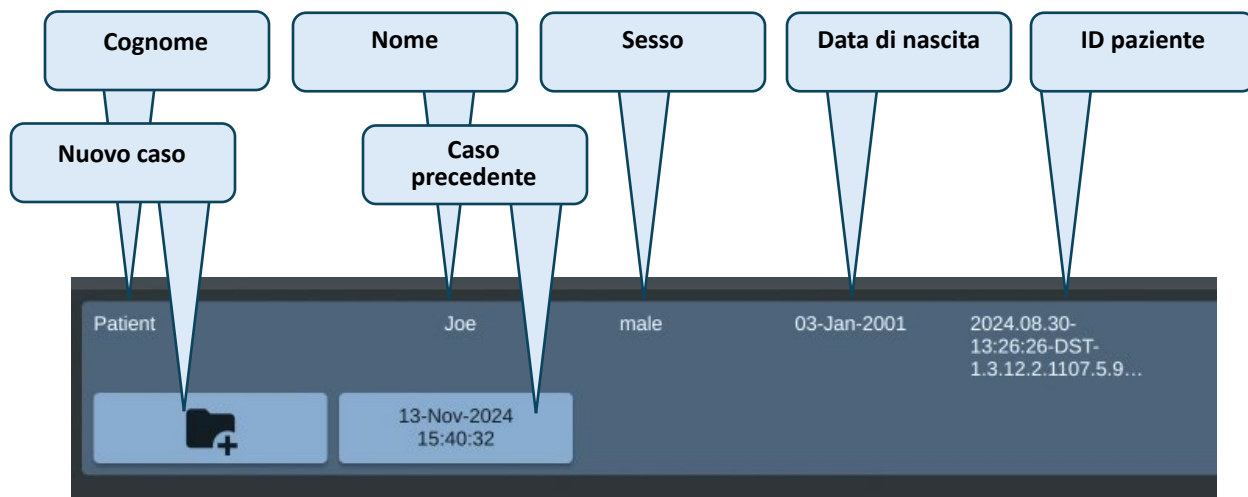 Cognome
Nome
Sesso
Data di nascita
ID paziente
Nuovo caso
Caso
precedente
Patient
Joe
male
03-Jan-2001
2024.08.30-
13:26:26-DST-
1.3.12.2.1107.5.9…
13-Nov-2024
15:40:32